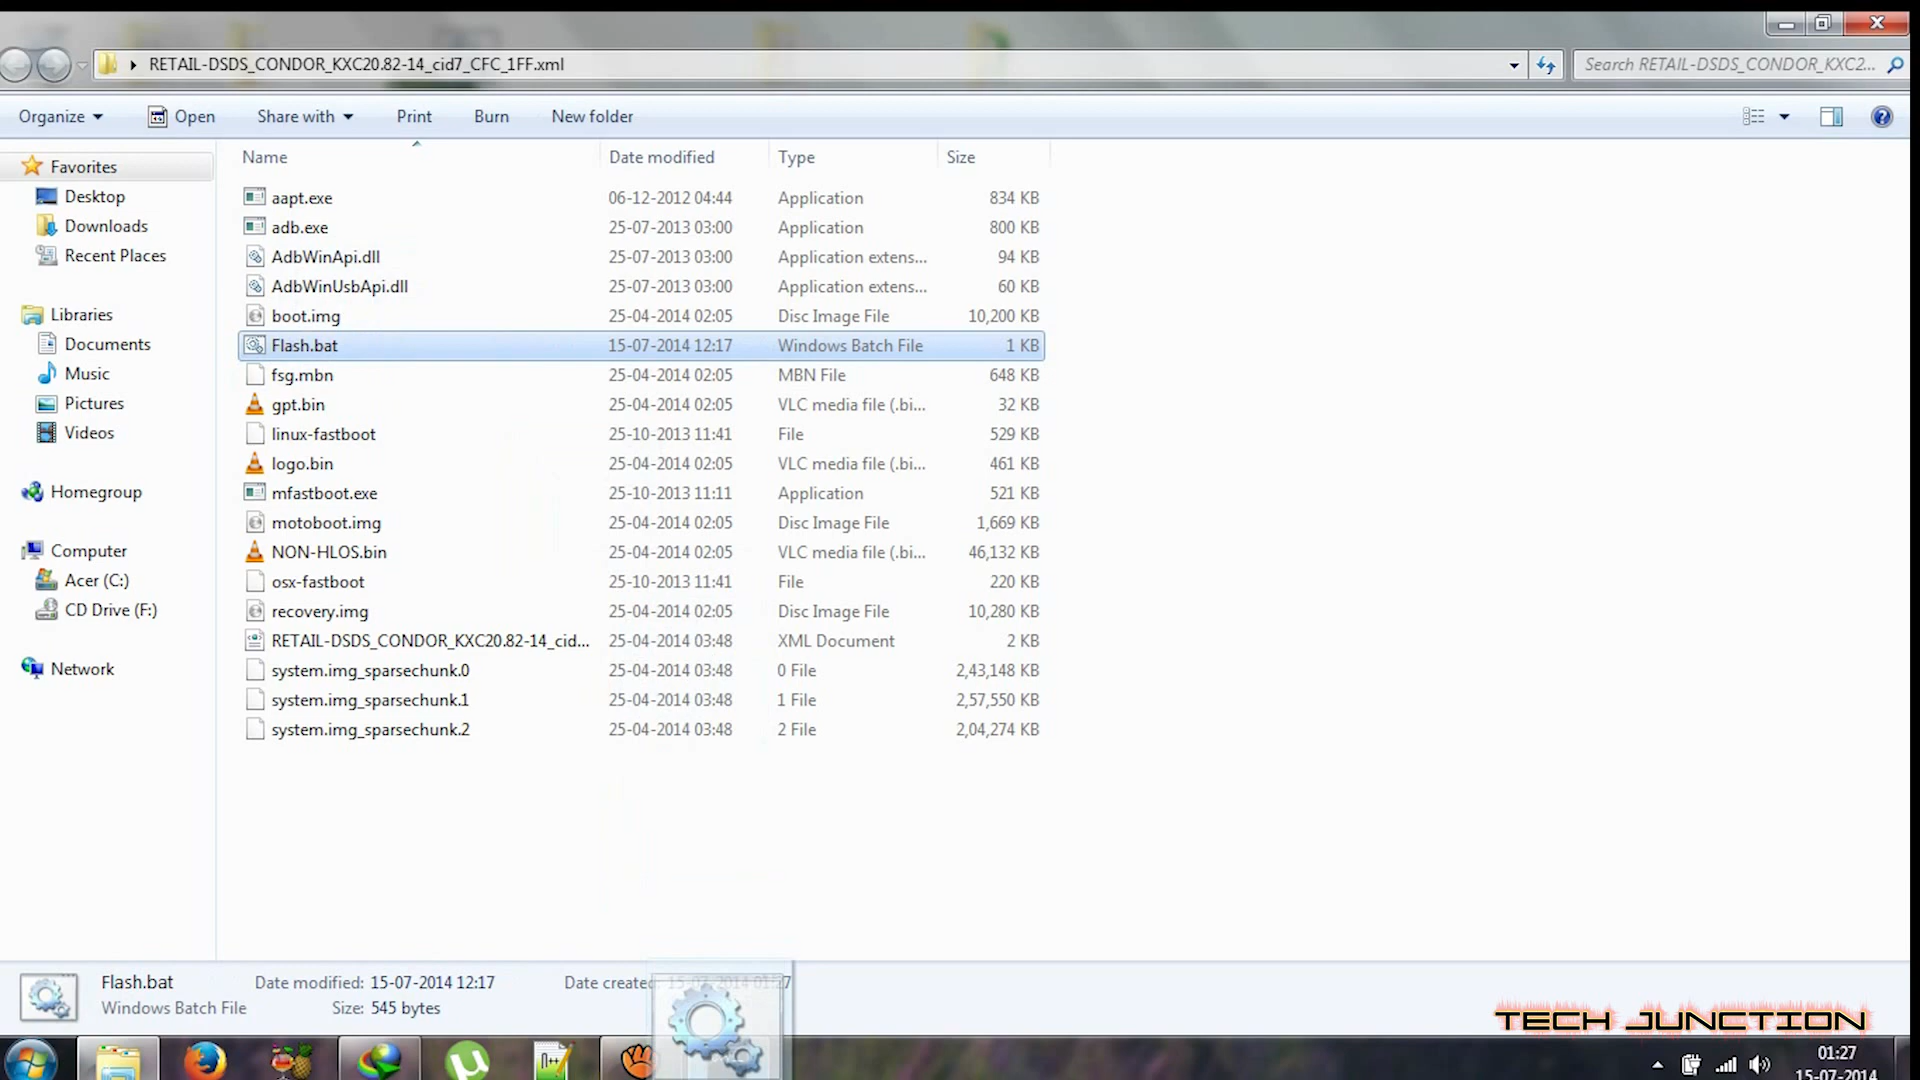 RETAIL-DSDS_CONDOR_KXC20.82-14_cid7_CFC_1FF.xml
Search RETAIL-DSDS_CONDOR_KXC2...
Organize Open Share with Print Burn New folder
Name Date modified Type Size
Favorites
Desktop
Downloads
Recent Places
Libraries
Documents
Music
Pictures
Videos
Homegroup
Computer
Acer (C:)
CD Drive (F:)
Network
aapt.exe 06-12-2012 04:44 Application 834 KB
adb.exe 25-07-2013 03:00 Application 800 KB
AdbWinApi.dll 25-07-2013 03:00 Application extens... 94 KB
AdbWinUsbApi.dll 25-07-2013 03:00 Application extens... 60 KB
boot.img 25-04-2014 02:05 Disc Image File 10,200 KB
Flash.bat 15-07-2014 12:17 Windows Batch File 1 KB
fsg.mbn 25-04-2014 02:05 MBN File 648 KB
gpt.bin 25-04-2014 02:05 VLC media file (.bi... 32 KB
linux-fastboot 25-10-2013 11:41 File 529 KB
logo.bin 25-04-2014 02:05 VLC media file (.bi... 461 KB
mfastboot.exe 25-10-2013 11:11 Application 521 KB
motoboot.img 25-04-2014 02:05 Disc Image File 1,669 KB
NON-HLOS.bin 25-04-2014 02:05 VLC media file (.bi... 46,132 KB
osx-fastboot 25-10-2013 11:41 File 220 KB
recovery.img 25-04-2014 02:05 Disc Image File 10,280 KB
RETAIL-DSDS_CONDOR_KXC20.82-14_cid... 25-04-2014 03:48 XML Document 2 KB
system.img_sparsechunk.0 25-04-2014 03:48 0 File 2,43,148 KB
system.img_sparsechunk.1 25-04-2014 03:48 1 File 2,57,550 KB
system.img_sparsechunk.2 25-04-2014 03:48 2 File 2,04,274 KB
Flash.bat Date modified: 15-07-2014 12:17 Date created: 15-07-2014 01:27
Windows Batch File Size: 545 bytes
TECH JUNCTION
01:27
15-07-2014